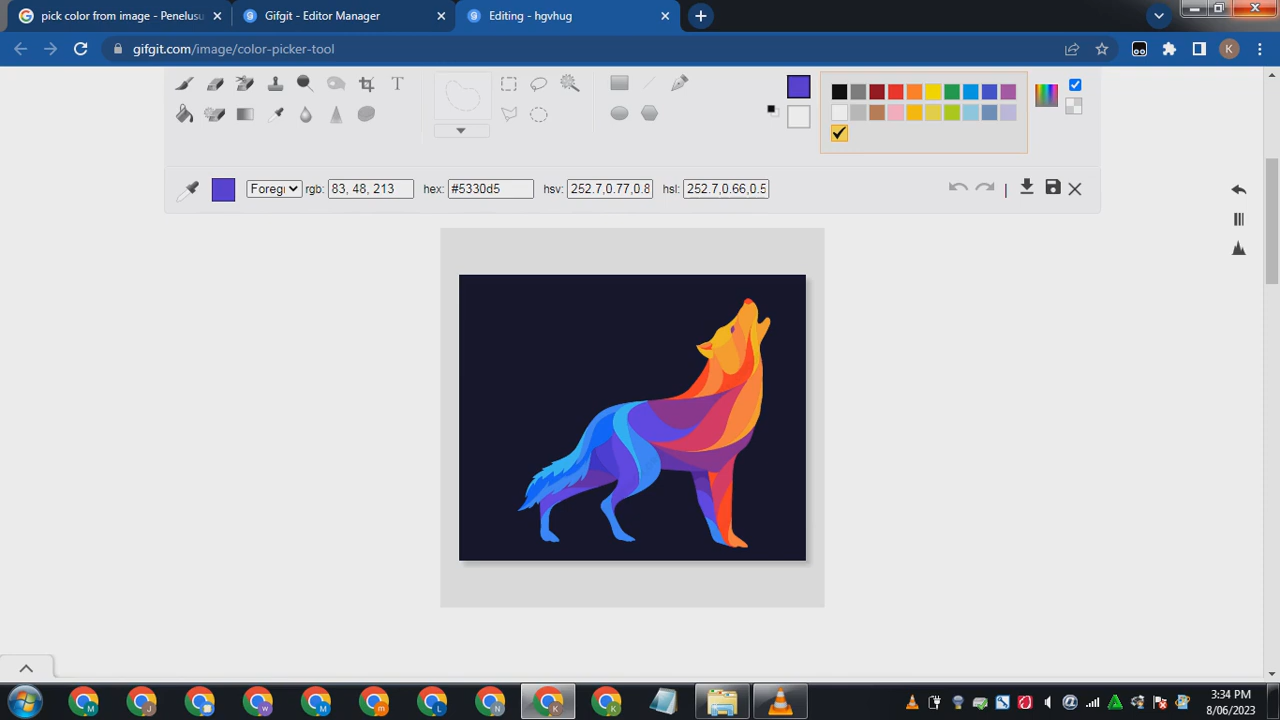 pick color from image - Penelusu
Gifgit - Editor Manager
Editing - hgvhug
gifgit.com/image/color-picker-tool
K
T
Foregr rgb: 83, 48, 213 hex: #5330d5 hsv: 252.7,0.77,0.8 hsl: 252.7,0.66,0.5
3:34 PM
8/06/2023